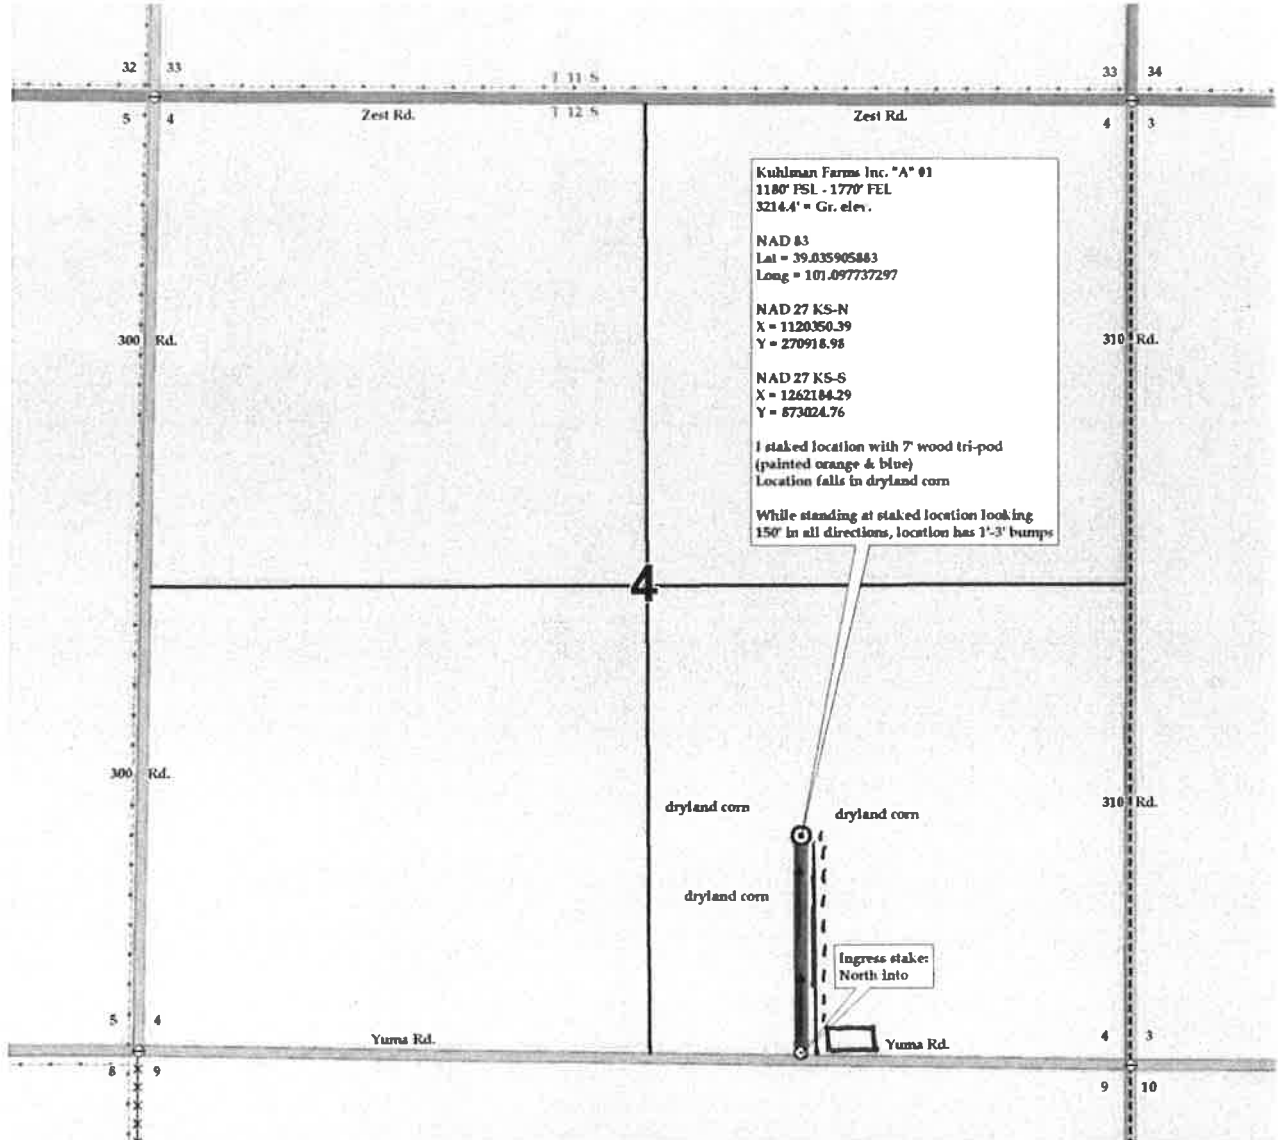 32 33
33 34
T 11 S
T 12 S
5 4
Zest Rd.
Zest Rd.
4 3
Kuhlman Farms Inc. "A" #1
1180' FSL - 1770' FEL
3214.4' = Gr. elev.
NAD 83
Lat = 39.035905883
Long = 101.097737297
NAD 27 KS-N
X = 1120350.39
Y = 270918.98
NAD 27 KS-S
X = 1262184.29
Y = 873024.76
I staked location with 7' wood tri-pod
(painted orange & blue)
Location falls in dryland corn
While standing at staked location looking
150' in all directions, location has 1'-3' bumps
300 Rd.
310 Rd.
4
300 Rd.
310 Rd.
dryland corn
dryland corn
dryland corn
Ingress stake:
North into
5 4
Yuma Rd.
Yuma Rd.
4 3
8 9
9 10